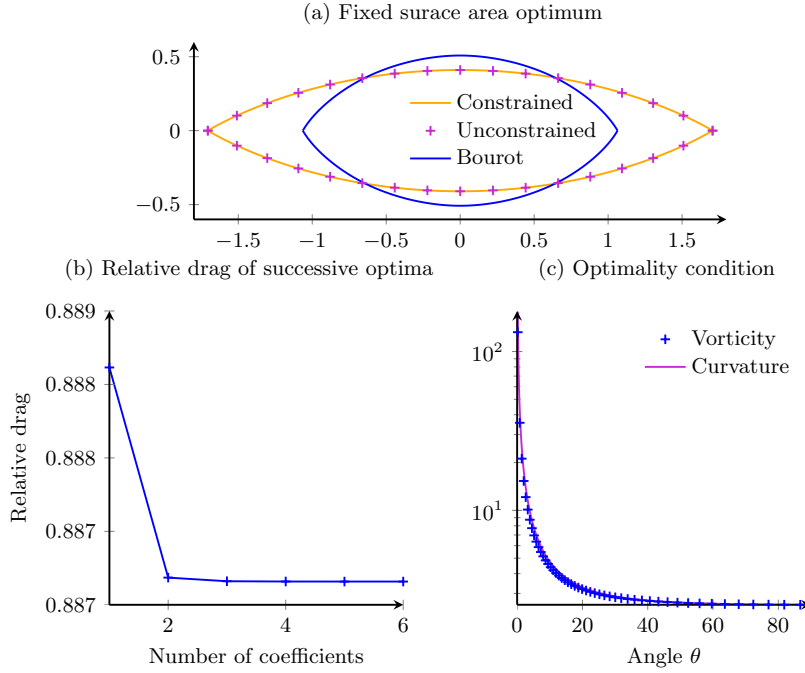 (a) Fixed surace area optimum
0.5
0
−0.5
Constrained
Unconstrained
Bourot
−1.5 −1 −0.5 0 0.5 1 1.5
(b) Relative drag of successive optima
0.889
0.888
0.888
0.887
0.887
Relative drag
2 4 6
Number of coefficients
(c) Optimality condition
10^2
10^1
Vorticity
Curvature
0 20 40 60 80
Angle θ